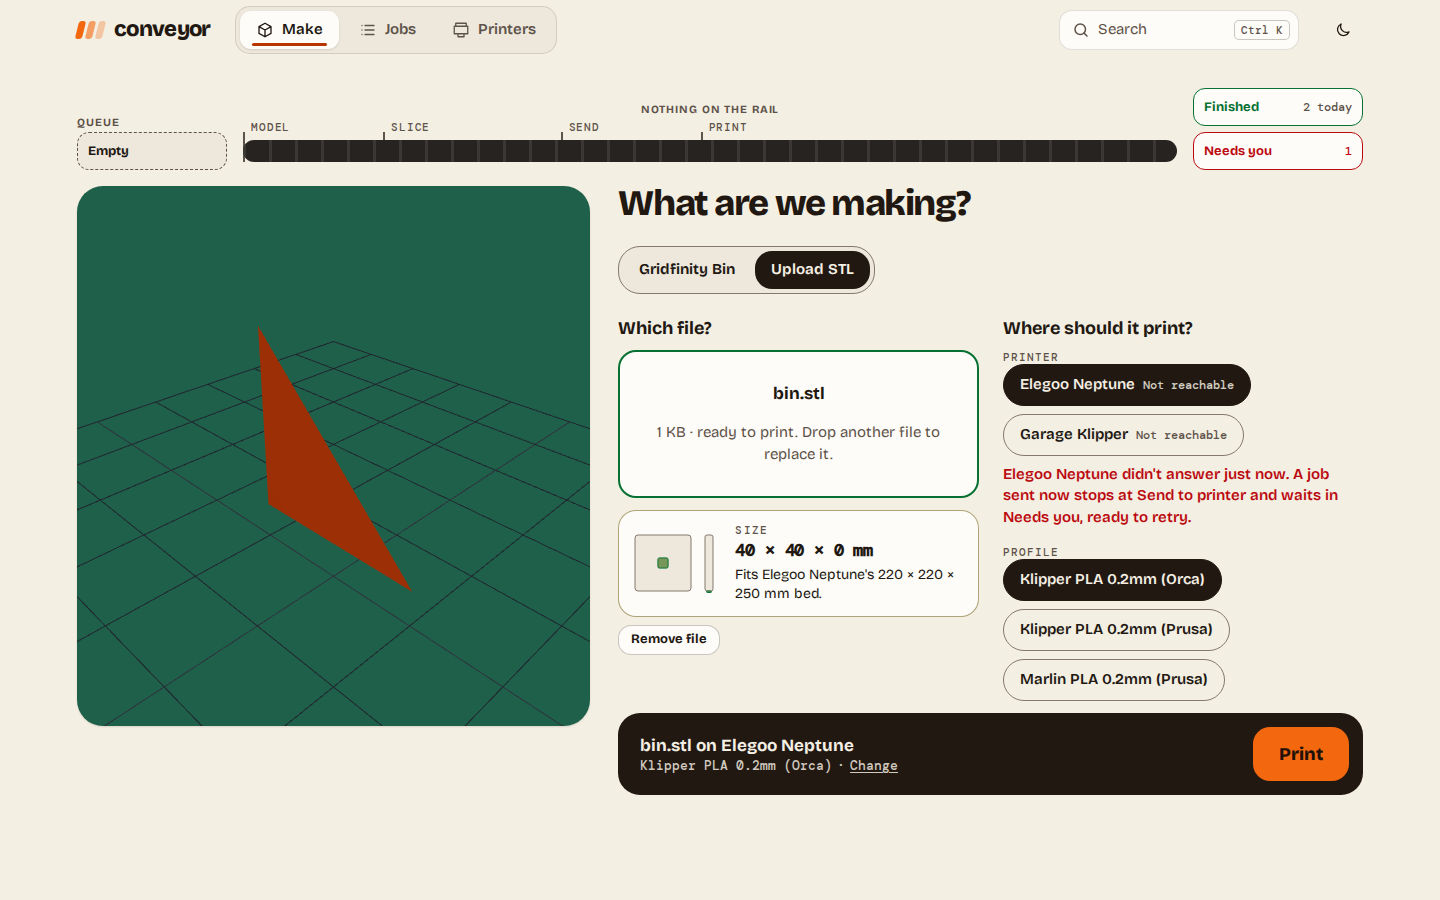 conveyor
Make
Jobs
Printers
Search
Ctrl K
QUEUE
Empty
NOTHING ON THE RAIL
MODEL
SLICE
SEND
PRINT
Finished 2 today
Needs you 1
What are we making?
Gridfinity Bin
Upload STL
Which file?
bin.stl
1 KB · ready to print. Drop another file to
replace it.
SIZE
40 × 40 × 0 mm
Fits Elegoo Neptune's 220 × 220 ×
250 mm bed.
Remove file
Where should it print?
PRINTER
Elegoo Neptune Not reachable
Garage Klipper Not reachable
Elegoo Neptune didn't answer just now. A job
sent now stops at Send to printer and waits in
Needs you, ready to retry.
PROFILE
Klipper PLA 0.2mm (Orca)
Klipper PLA 0.2mm (Prusa)
Marlin PLA 0.2mm (Prusa)
bin.stl on Elegoo Neptune
Klipper PLA 0.2mm (Orca) · Change
Print